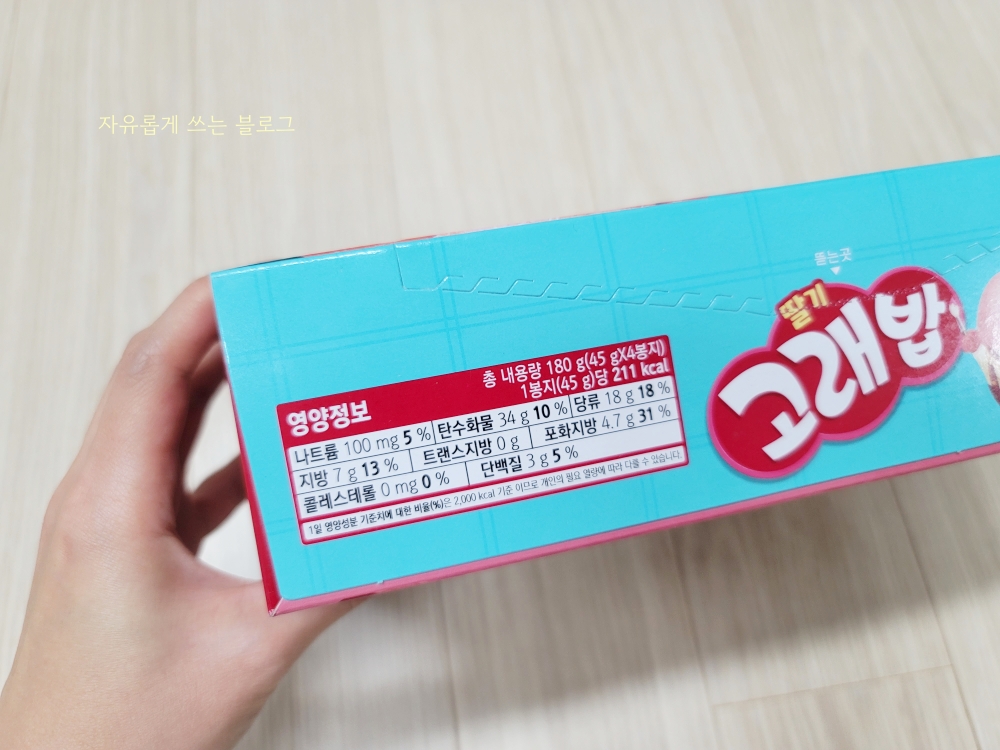 자유롭게 쓰는 블로그
뜯는곳
딸기
고래밥
영양정보
총 내용량 180 g(45 gX4봉지)
1봉지(45 g)당 211 kcal
나트륨 100 mg 5 % 탄수화물 34 g 10 % 당류 18 g 18 %
지방 7 g 13 % 트랜스지방 0 g 포화지방 4.7 g 31 %
콜레스테롤 0 mg 0 % 단백질 3 g 5 %
1일 영양성분 기준치에 대한 비율(%)은 2,000 kcal 기준 이므로 개인의 필요 열량에 따라 다를 수 있습니다.